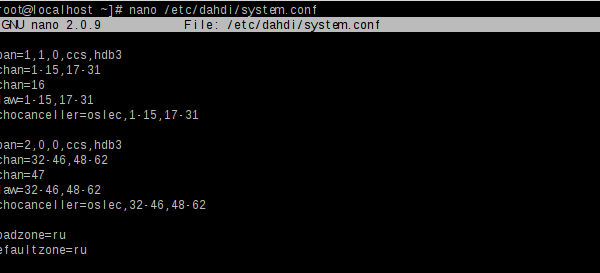 root@localhost ~]# nano /etc/dahdi/system.conf
GNU nano 2.0.9 File: /etc/dahdi/system.conf
pan=1,1,0,ccs,hdb3
chan=1-15,17-31
chan=16
law=1-15,17-31
chocanceller=oslec,1-15,17-31
pan=2,0,0,ccs,hdb3
chan=32-46,48-62
chan=47
law=32-46,48-62
chocanceller=oslec,32-46,48-62
oadzone=ru
efaultzone=ru